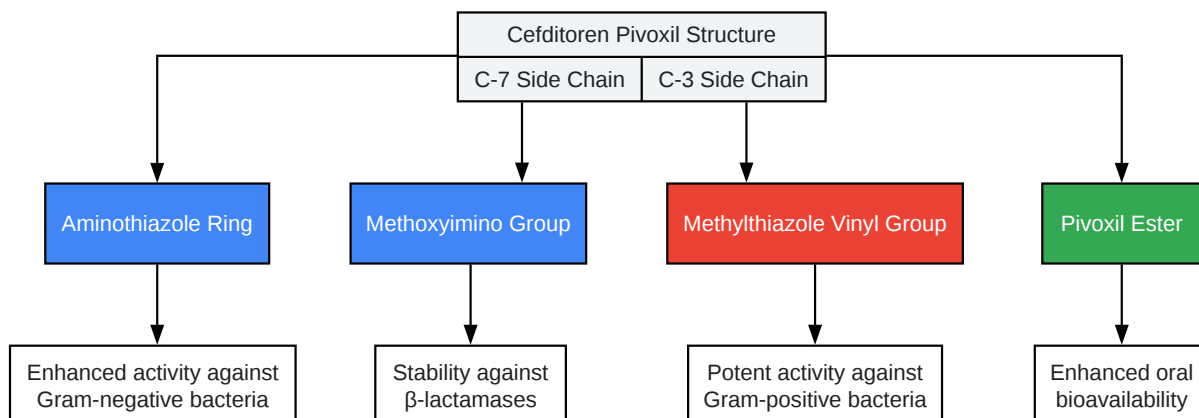 Cefditoren Pivoxil Structure
C-7 Side Chain
C-3 Side Chain
Aminothiazole Ring
Methoxyimino Group
Methylthiazole Vinyl Group
Pivoxil Ester
Enhanced activity against
Gram-negative bacteria
Stability against
β-lactamases
Potent activity against
Gram-positive bacteria
Enhanced oral
bioavailability